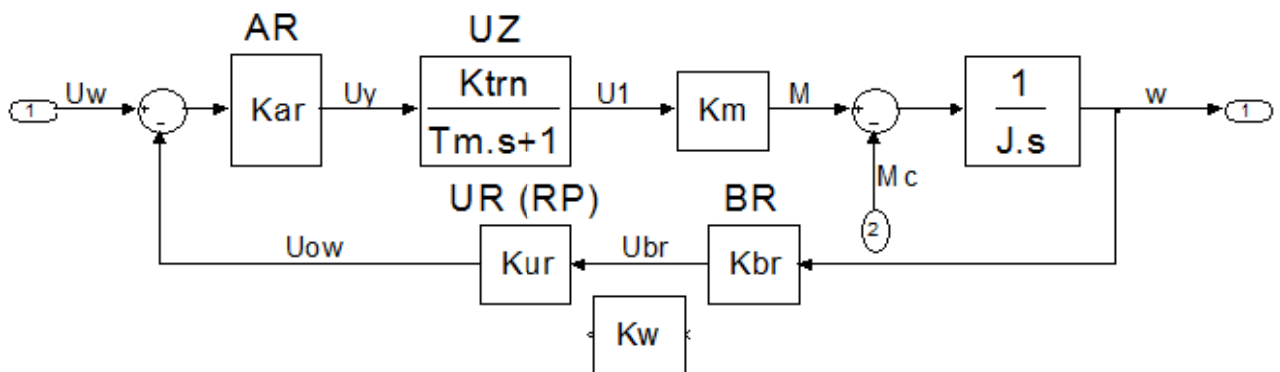 AR
UZ
1
Uw
+
-
Kar
Uy
Ktrn
Tm.s+1
U1
Km
M
+
-
1
J.s
w
1
Mc
2
UR (RP)
BR
Uow
Kur
Ubr
Kbr
Kw